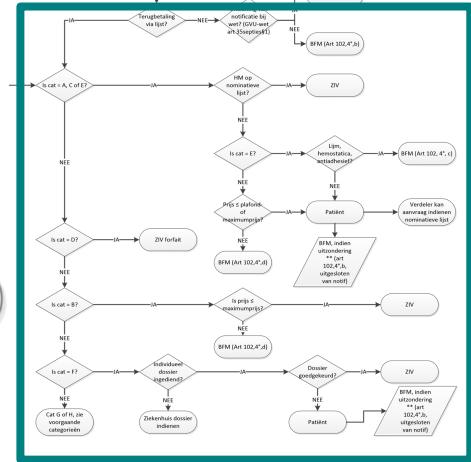 Terugbetaling
via lijst?
JA
NEE
notificatie bij
wet? (GVU-wet
art 35septies§1)
NEE
BFM (Art 102,4°,b)
Is cat = A, C of E?
JA
HM op
nominatieve
lijst?
JA
ZIV
NEE
NEE
Is cat = E?
JA
Lijm,
hemostatica,
antiadhesief?
JA
BFM (Art 102, 4°, c)
NEE
NEE
Prijs ≤ plafond-
of
maximumprijs?
JA
Patiënt
Verdeler kan
aanvraag indienen
nominatieve lijst
NEE
BFM (Art 102,4°,d)
BFM, indien
uitzondering
** (art
102,4°,b,
uitgesloten
van notif)
Is cat = D?
JA
ZIV forfait
NEE
Is cat = B?
JA
Is prijs ≤
maximumprijs?
JA
ZIV
NEE
NEE
BFM (Art 102,4°,d)
Is cat = F?
JA
Individueel
dossier
ingediend?
JA
Dossier
goedgekeurd?
JA
ZIV
NEE
NEE
NEE
Cat G of H, zie
voorgaande
categorieën
Ziekenhuis dossier
indienen
Patiënt
BFM, indien
uitzondering
** (art
102,4°,b,
uitgesloten
van notif)